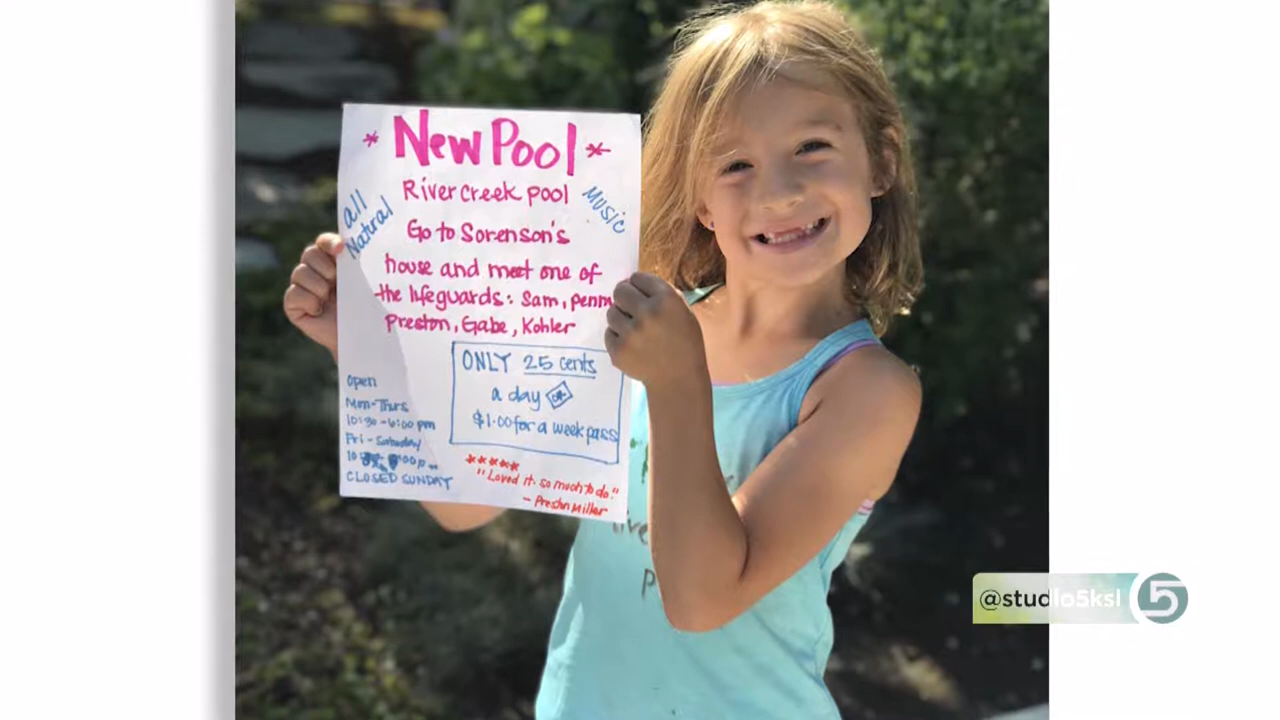 * New Pool *
all
Natural
River creek pool
MUSIC
Go to Sorenson's
house and meet one of
the lifeguards: Sam,
Preston, Gabe, Kohler
ONLY 25 cents
a day OR
$1.00 for a week pass
open
Mon-Thurs
10:30-6:00 pm
Fri-Saturday
10
CLOSED SUNDAY
*****
"Loved it. so much to do."
- Preston Miller
@studio5ksl
5